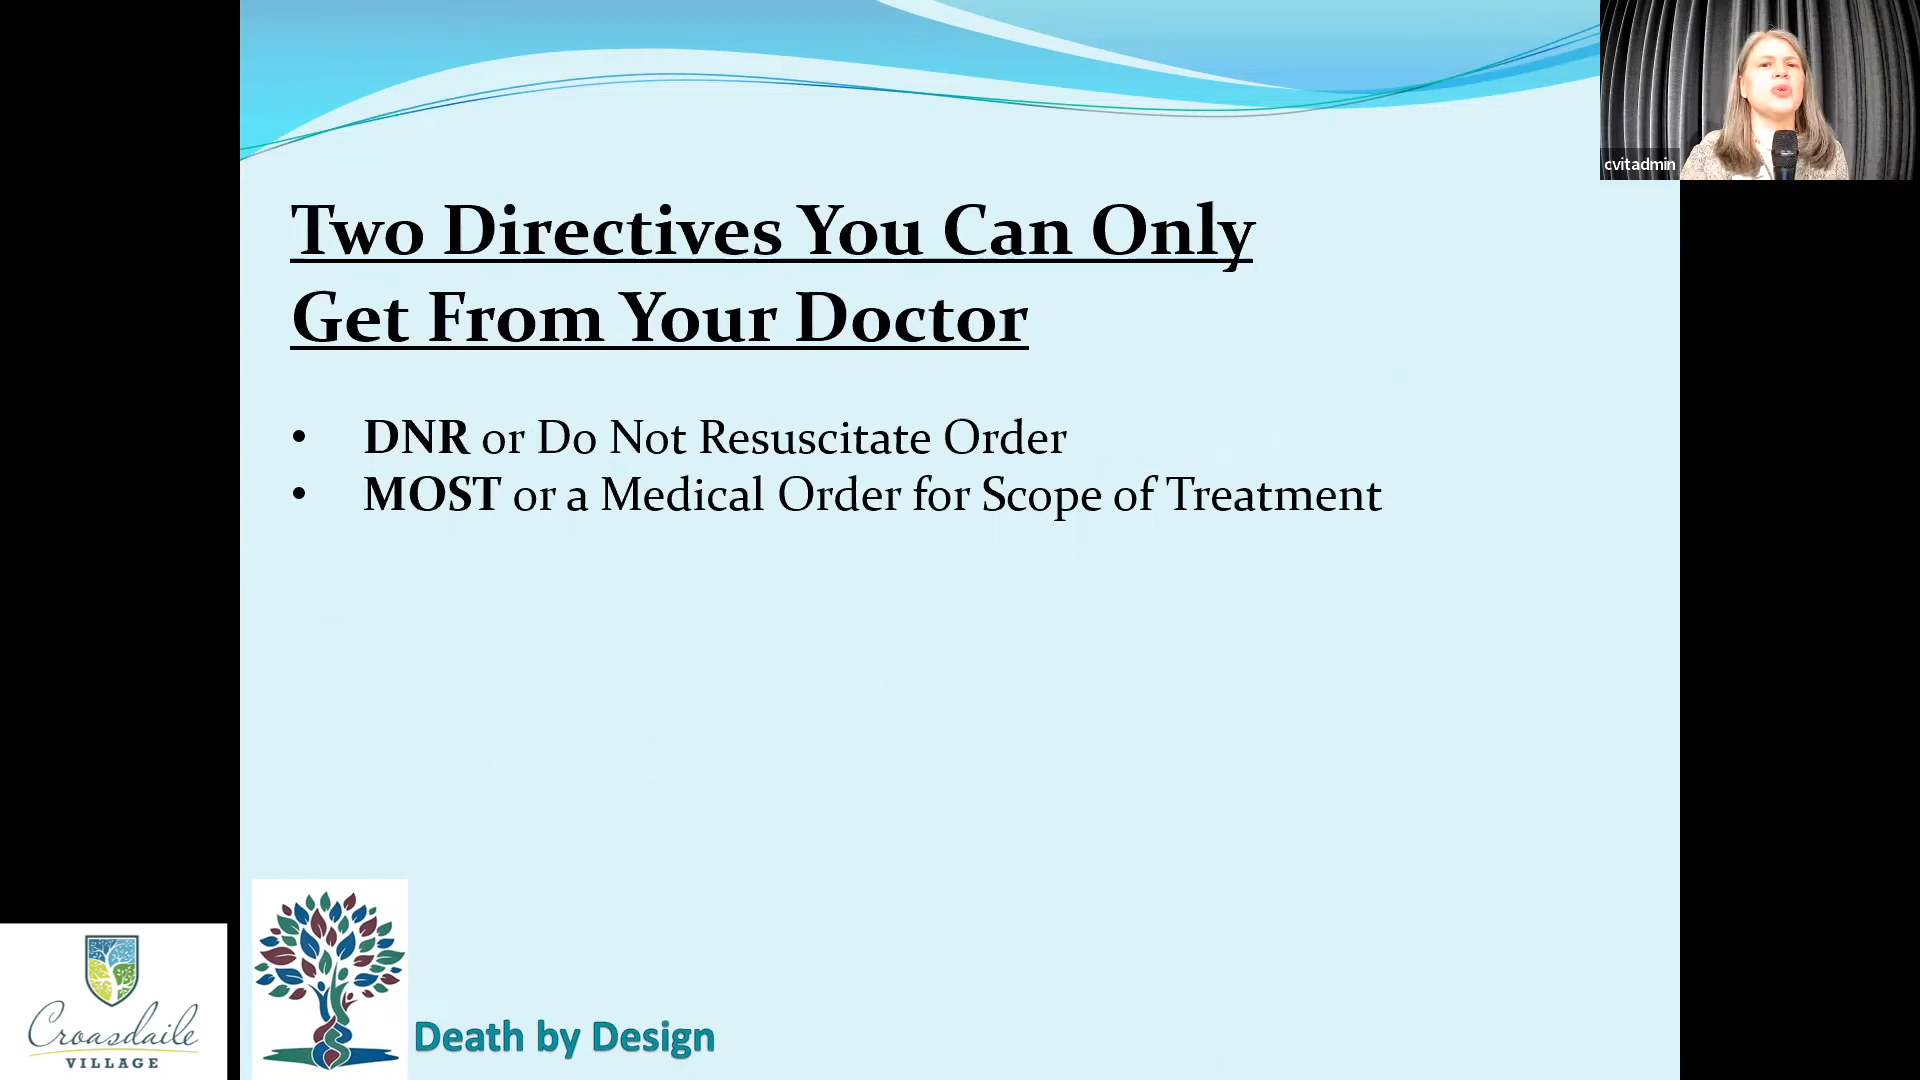 cvitadmin
Two Directives You Can Only
Get From Your Doctor
• DNR or Do Not Resuscitate Order
• MOST or a Medical Order for Scope of Treatment
Croasdaile
VILLAGE
Death by Design